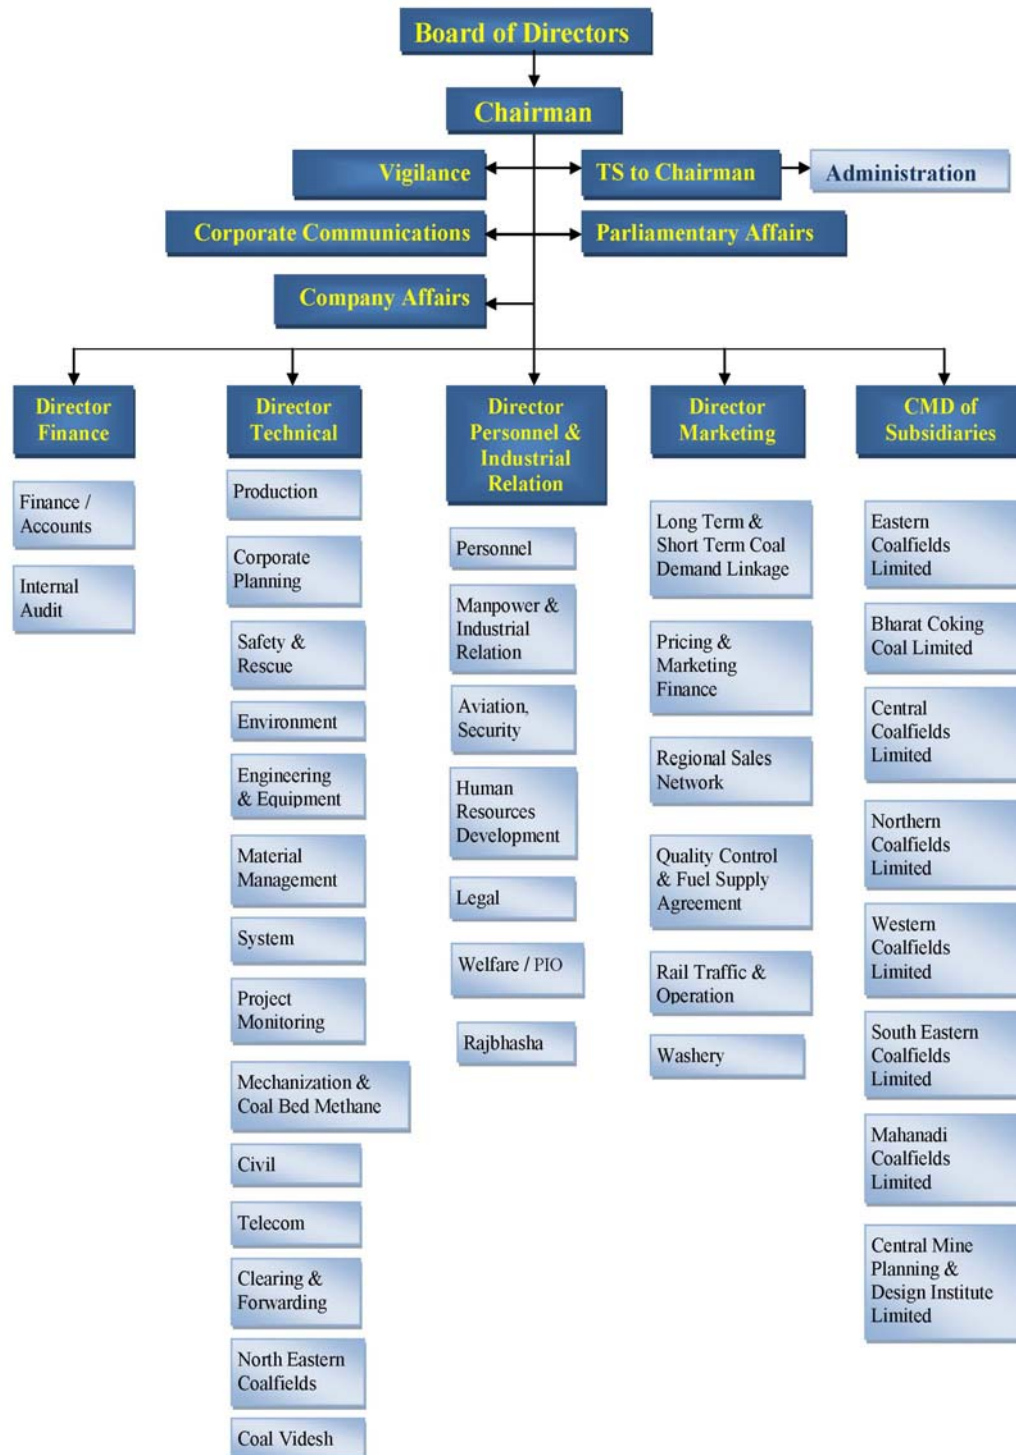 Board of Directors
Chairman
Vigilance
TS to Chairman
Administration
Corporate Communications
Parliamentary Affairs
Company Affairs
Director
Finance
Finance /
Accounts
Internal
Audit
Director
Technical
Production
Corporate
Planning
Safety &
Rescue
Environment
Engineering
& Equipment
Material
Management
System
Project
Monitoring
Mechanization &
Coal Bed Methane
Civil
Telecom
Clearing &
Forwarding
North Eastern
Coalfields
Coal Videsh
Director
Personnel &
Industrial
Relation
Personnel
Manpower &
Industrial
Relation
Aviation,
Security
Human
Resources
Development
Legal
Welfare / PIO
Rajbhasha
Director
Marketing
Long Term &
Short Term Coal
Demand Linkage
Pricing &
Marketing
Finance
Regional Sales
Network
Quality Control
& Fuel Supply
Agreement
Rail Traffic &
Operation
Washery
CMD of
Subsidiaries
Eastern
Coalfields
Limited
Bharat Coking
Coal Limited
Central
Coalfields
Limited
Northern
Coalfields
Limited
Western
Coalfields
Limited
South Eastern
Coalfields
Limited
Mahanadi
Coalfields
Limited
Central Mine
Planning &
Design Institute
Limited